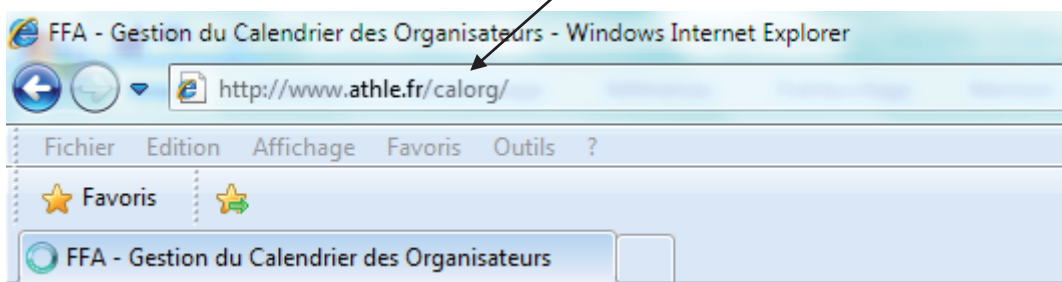 FFA - Gestion du Calendrier des Organisateurs - Windows Internet Explorer
http://www.athle.fr/calorg/
Fichier Edition Affichage Favoris Outils ?
Favoris
FFA - Gestion du Calendrier des Organisateurs